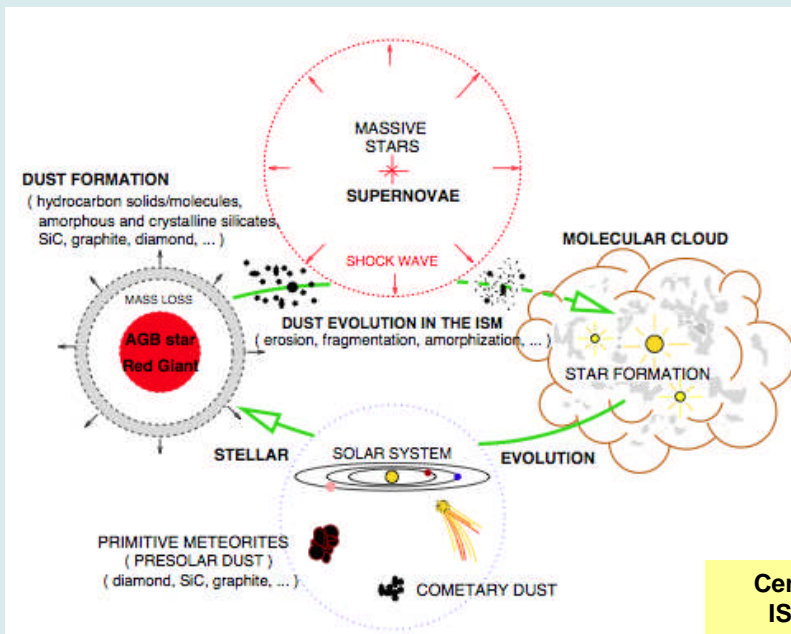 MASSIVE
STARS
SUPERNOVAE
SHOCK WAVE
DUST FORMATION
( hydrocarbon solids/molecules,
amorphous and crystalline silicates,
SiC, graphite, diamond, ... )
MASS LOSS
AGB star
Red Giant
DUST EVOLUTION IN THE ISM
( erosion, fragmentation, amorphization, ... )
MOLECULAR CLOUD
STAR FORMATION
STELLAR
EVOLUTION
SOLAR SYSTEM
PRIMITIVE METEORITES
( PRESOLAR DUST )
( diamond, SiC, graphite, ... )
COMETARY DUST